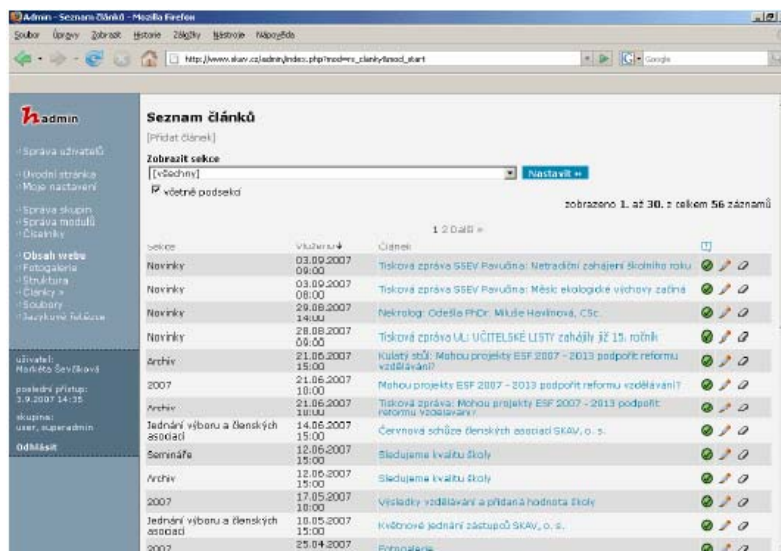 Admin - Seznam článků - Mozilla Firefox
Soubor Úpravy Zobrazit Historie Záložky Nástroje Nápověda
http://www.skav.cz/admin/index.php?mod=rs_clanky&mod_start
Google
admin
Správa uživatelů
Úvodní stránka
Moje nastavení
Správa skupin
Správa modulů
Číselníky
Obsah webu
Fotogalerie
Struktura
Články »
Soubory
Jazykové řetězce
uživatel:
Markéta Ševčíková
poslední přístup:
3.9.2007 14:35
skupina:
user, superadmin
Odhlásit
Seznam článků
[Přidat článek]
Zobrazit sekce
[všechny]
Nastavit »
včetně podsekcí
zobrazeno 1. až 30. z celkem 56 záznamů
1 2 Další »
Sekce Vloženo Článek
Novinky 03.09.2007 09:00 Tisková zpráva SSEV Pavučina: Netradiční zahájení školního roku
Novinky 03.09.2007 08:00 Tisková zpráva SSEV Pavučina: Měsíc ekologické výchovy začíná
Novinky 29.08.2007 14:00 Nekrolog: Odešla PhDr. Miluše Havlínová, CSc.
Novinky 28.08.2007 09:00 Tisková zpráva UL: UČITELSKÉ LISTY zahájily již 15. ročník
Archiv 21.06.2007 15:00 Kulatý stůl: Mohou projekty ESF 2007 - 2013 podpořit reformu vzdělávání?
2007 21.06.2007 10:00 Mohou projekty ESF 2007 - 2013 podpořit reformu vzdělávání?
Archiv 21.06.2007 10:00 Tisková zpráva: Mohou projekty ESF 2007 - 2013 podpořit reformu vzdělávání?
Jednání výboru a členských asociací 14.06.2007 15:00 Červnová schůze členských asociací SKAV, o. s.
Semináře 12.06.2007 15:00 Sledujeme kvalitu školy
Archiv 12.06.2007 15:00 Sledujeme kvalitu školy
2007 17.05.2007 10:00 Výsledky vzdělávání a přidaná hodnota školy
Jednání výboru a členských asociací 10.05.2007 15:00 Květnové jednání zástupců SKAV, o. s.
2007 25.04.2007 Fotogalerie